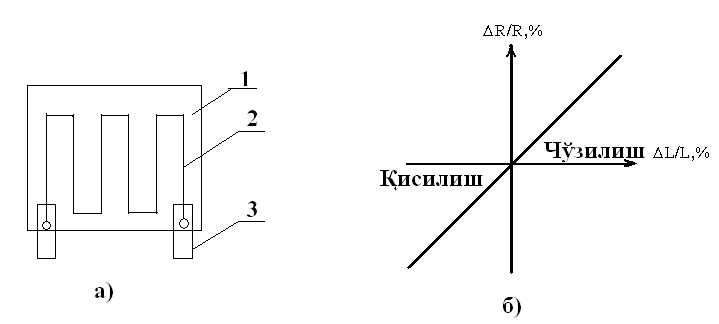 1
2
3
а)
ΔR/R,%
Чўзилиш ΔL/L,%
Қисилиш
б)